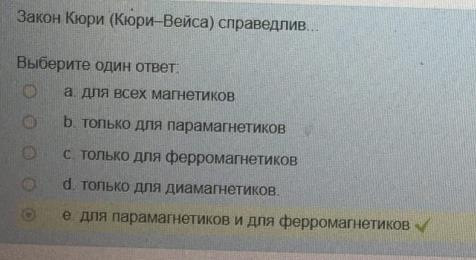 Закон Кюри (Кюри–Вейса) справедлив...
Выберите один ответ:
a. для всех магнетиков
b. только для парамагнетиков
c. только для ферромагнетиков
d. только для диамагнетиков.
e. для парамагнетиков и для ферромагнетиков